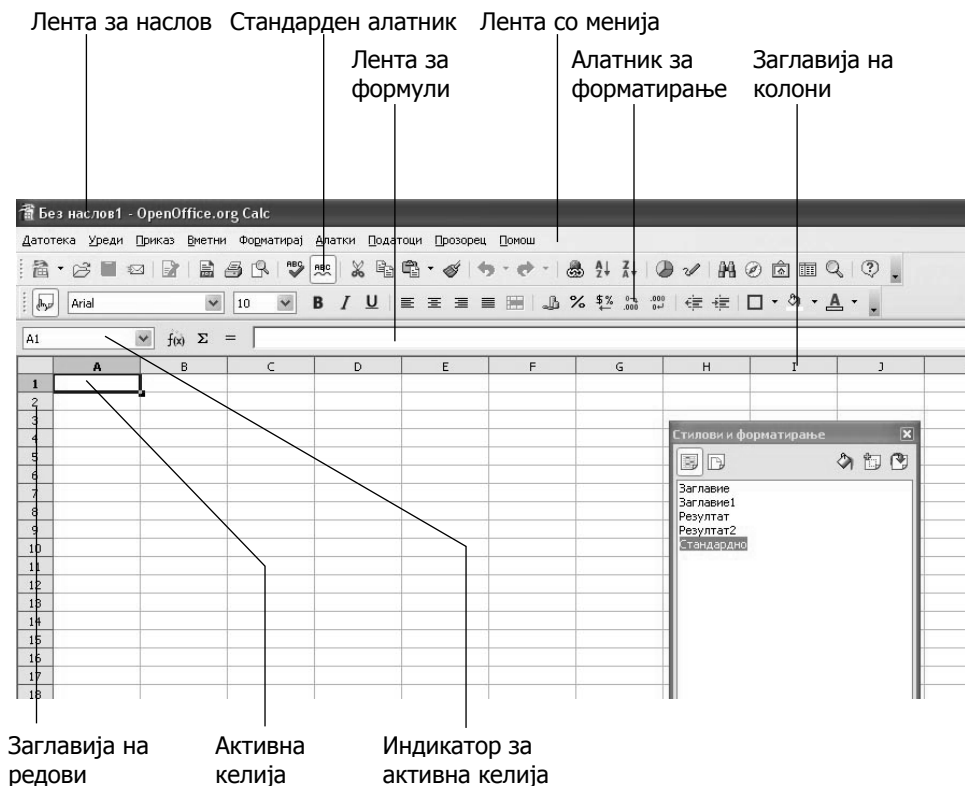 Лента за наслов Стандарден алатник Лента со менија
Лента за формули
Алатник за форматирање
Заглавија на колони
Без наслов1 - OpenOffice.org Calc
Датотека Уреди Приказ Вметни Форматирај Алатки Податоци Прозорец Помош
Arial 10 B I U
A1 f(x) Σ =
A B C D E F G H I J
1
2
3
4
5
6
7
8
9
10
11
12
13
14
15
16
17
18
Стилови и форматирање
Заглавие
Заглавие1
Резултат
Резултат2
Стандардно
Заглавија на редови
Активна келија
Индикатор за активна келија